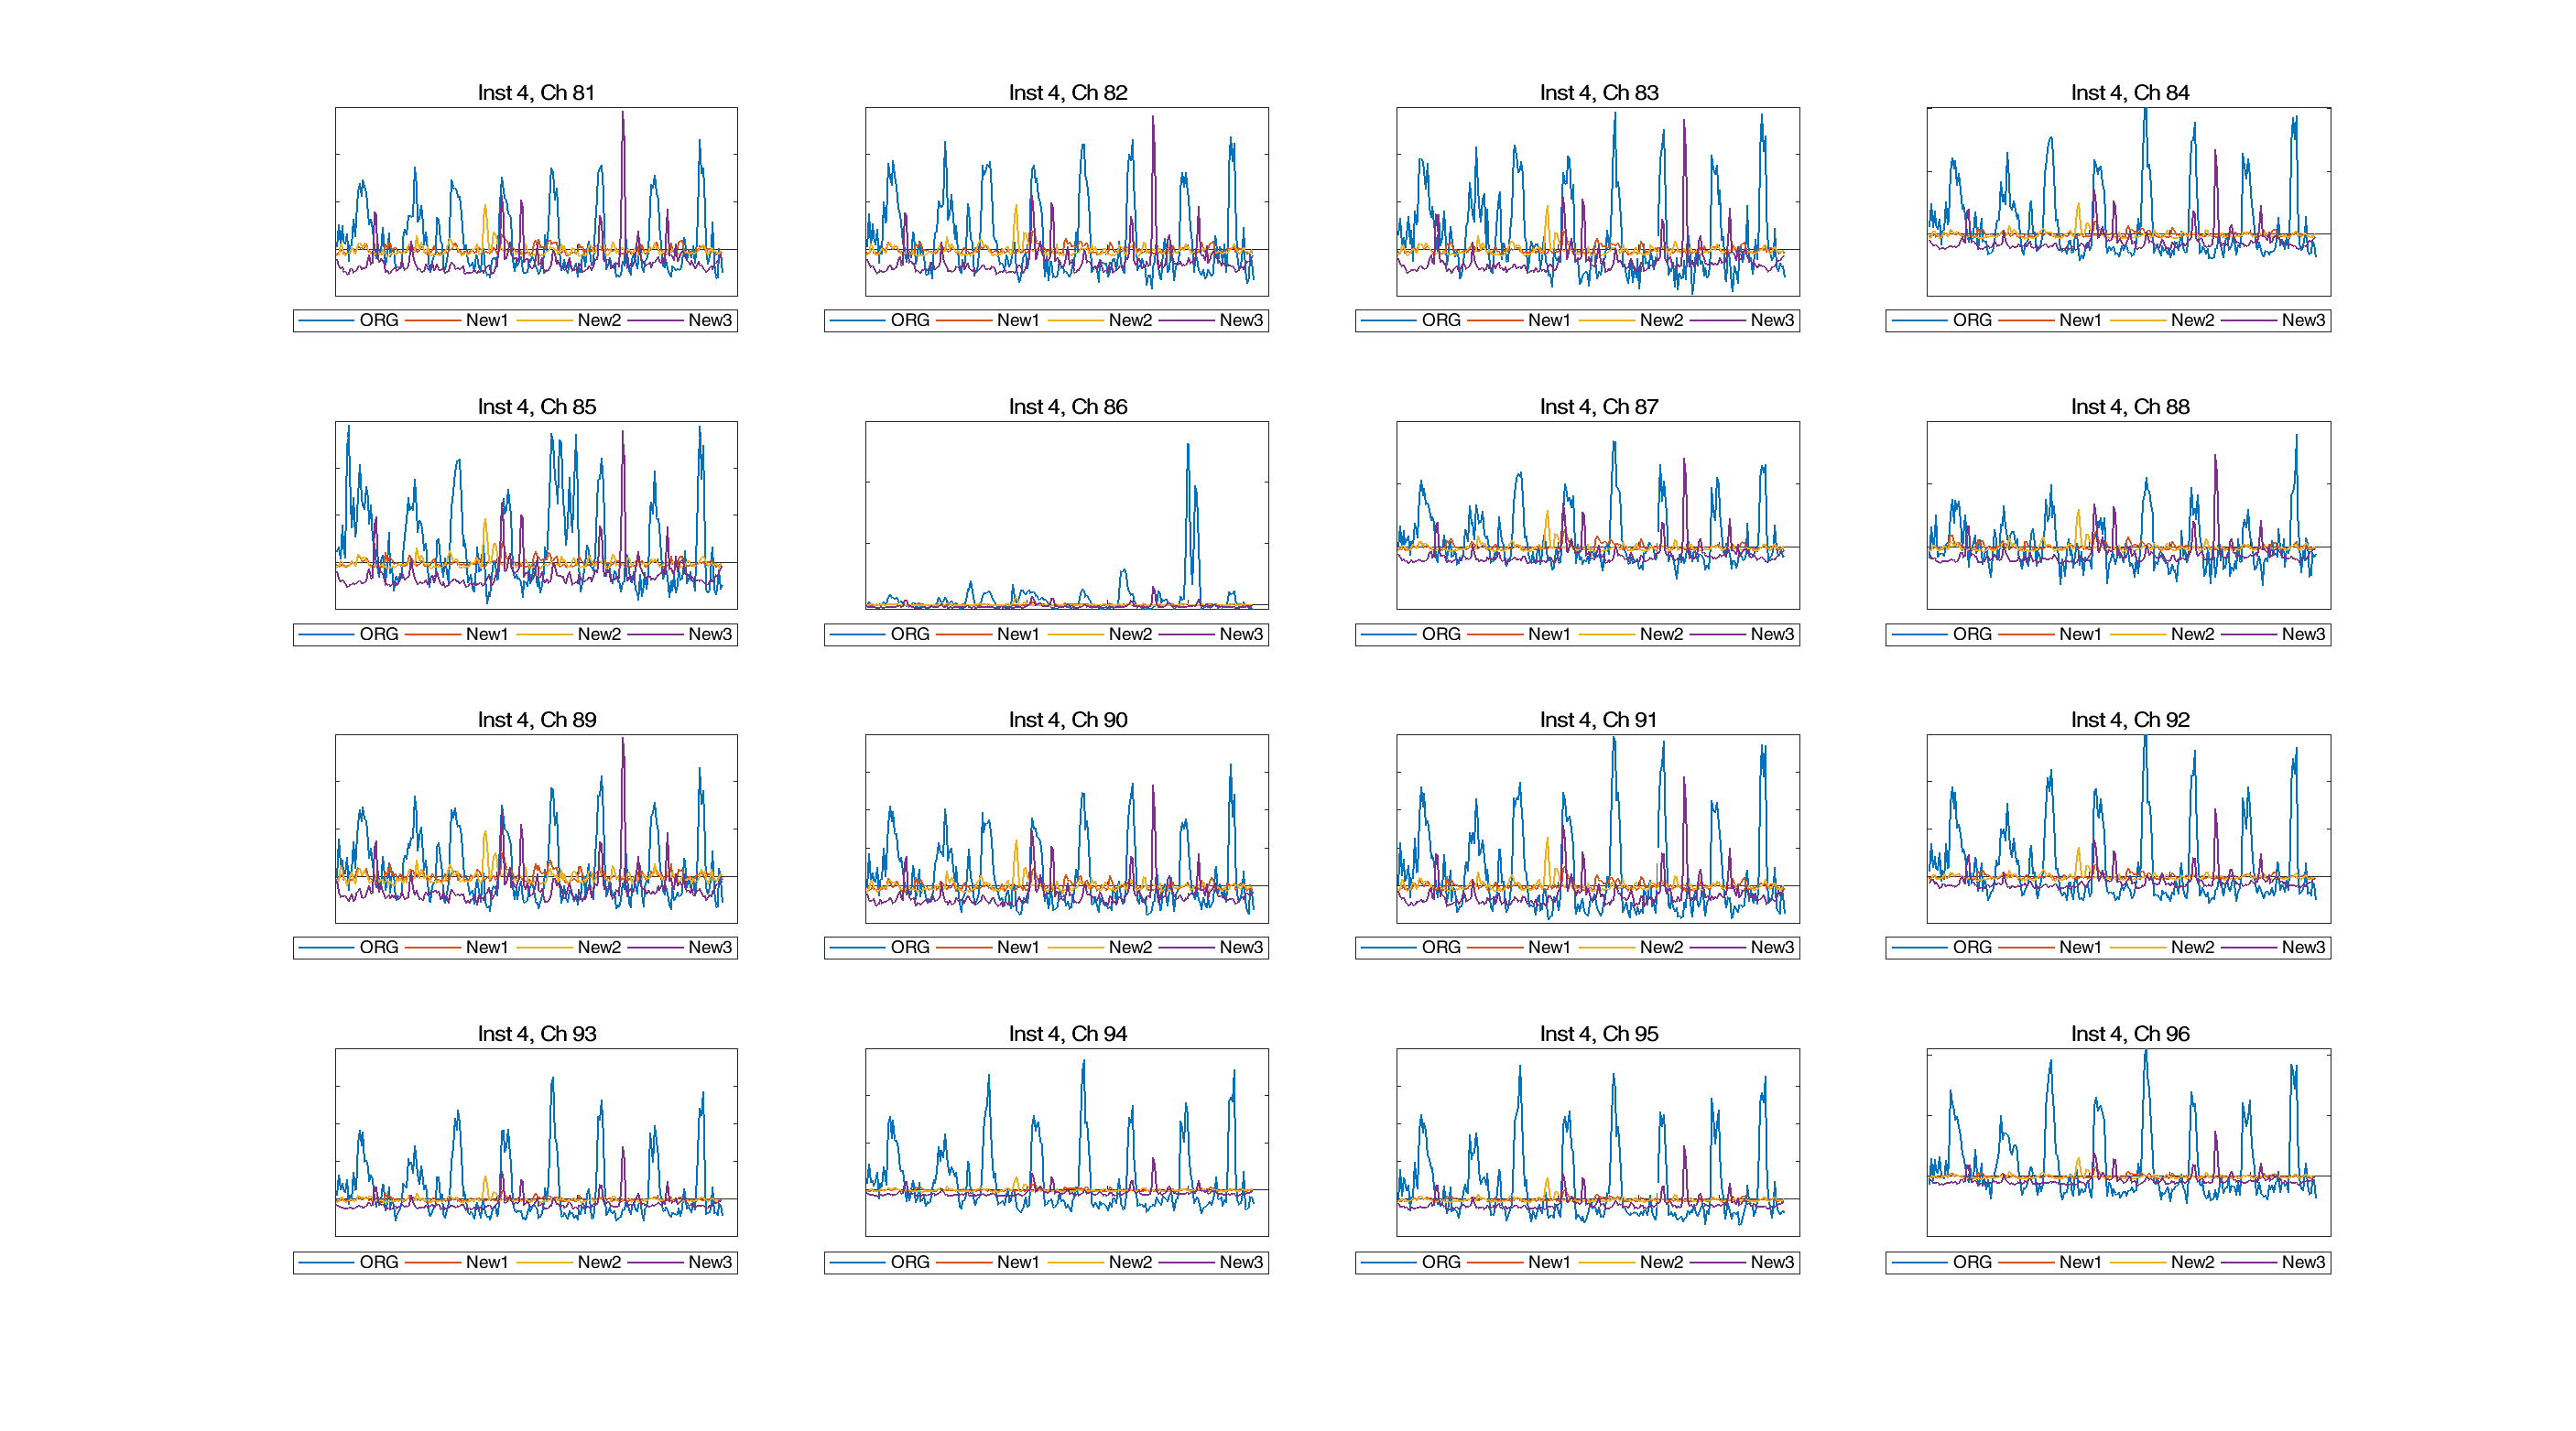 Inst 4, Ch 81
ORG New1 New2 New3
Inst 4, Ch 82
ORG New1 New2 New3
Inst 4, Ch 83
ORG New1 New2 New3
Inst 4, Ch 84
ORG New1 New2 New3
Inst 4, Ch 85
ORG New1 New2 New3
Inst 4, Ch 86
ORG New1 New2 New3
Inst 4, Ch 87
ORG New1 New2 New3
Inst 4, Ch 88
ORG New1 New2 New3
Inst 4, Ch 89
ORG New1 New2 New3
Inst 4, Ch 90
ORG New1 New2 New3
Inst 4, Ch 91
ORG New1 New2 New3
Inst 4, Ch 92
ORG New1 New2 New3
Inst 4, Ch 93
ORG New1 New2 New3
Inst 4, Ch 94
ORG New1 New2 New3
Inst 4, Ch 95
ORG New1 New2 New3
Inst 4, Ch 96
ORG New1 New2 New3